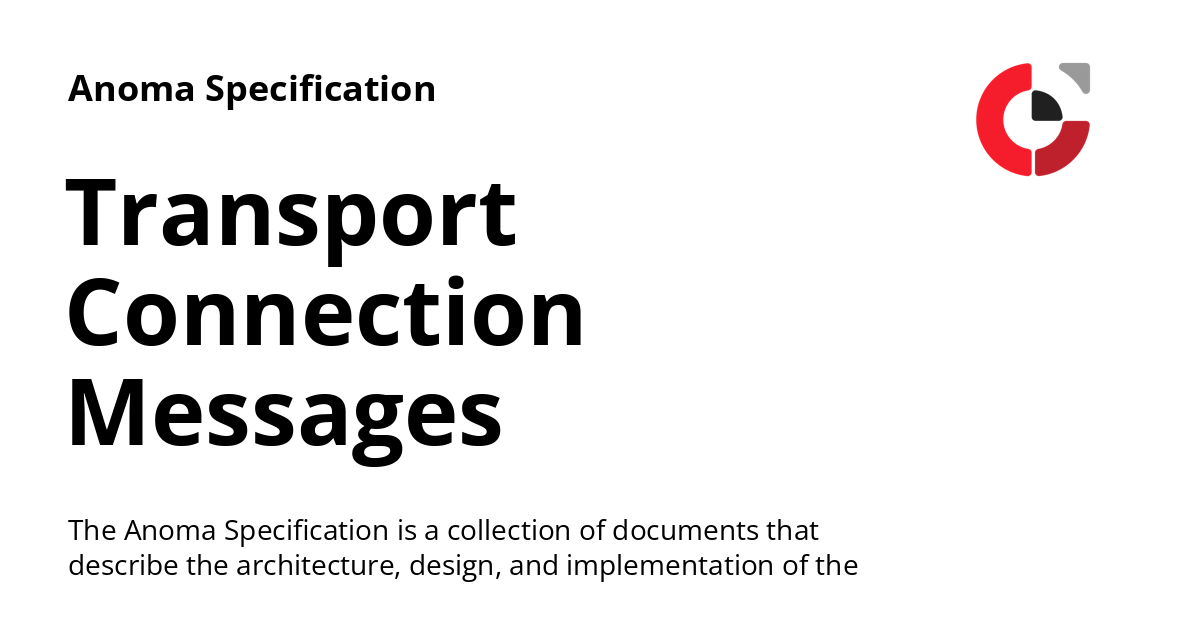 Anoma Specification
Transport
Connection
Messages
The Anoma Specification is a collection of documents that
describe the architecture, design, and implementation of the